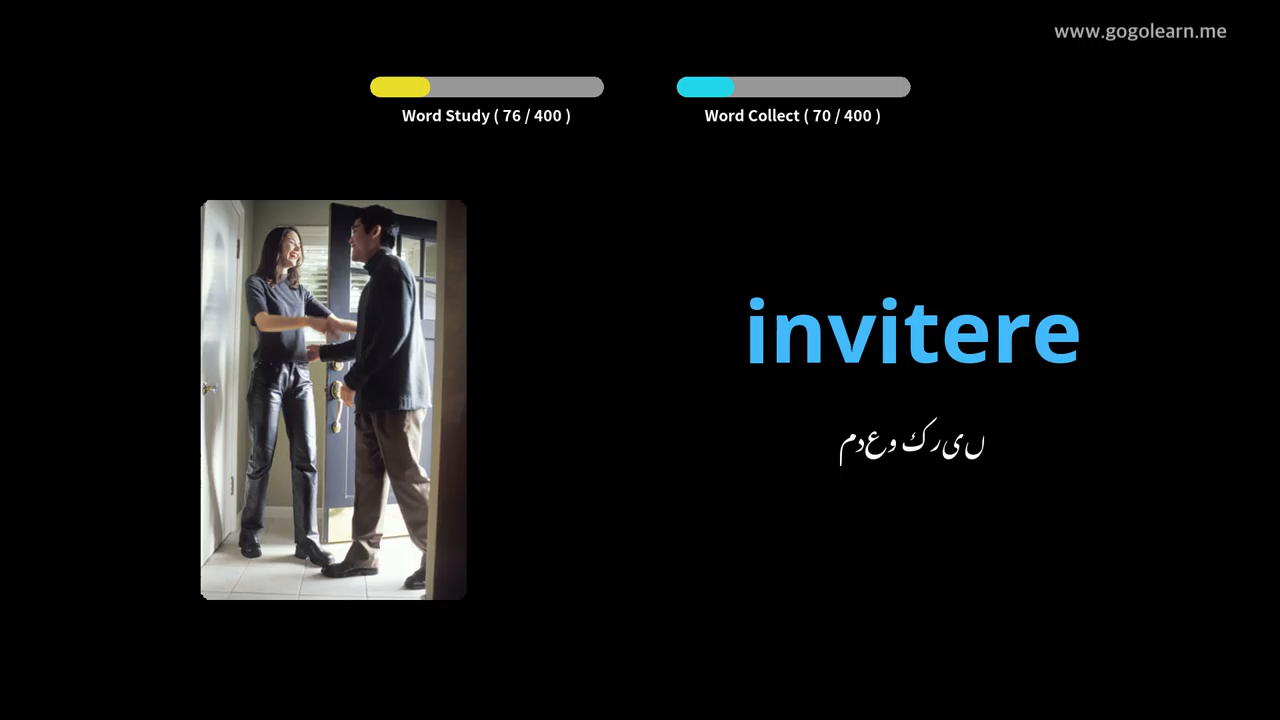 www.gogolearn.me
Word Study ( 76 / 400 )
Word Collect ( 70 / 400 )
invitere
مدعو کریں